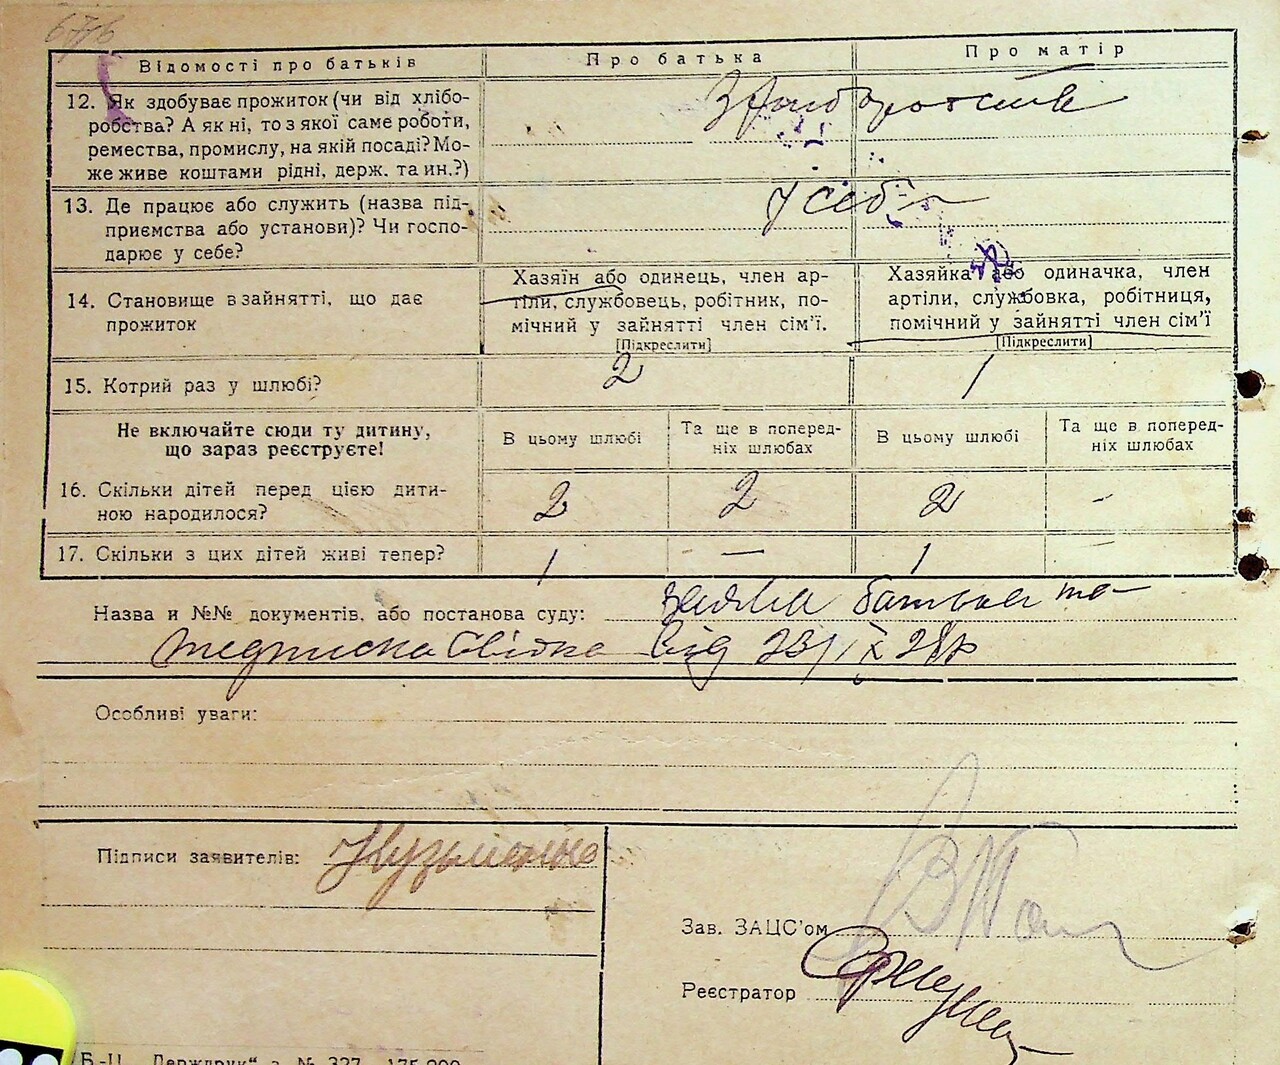 676
Відомості про батьків
Про батька
Про матір
12. Як здобуває прожиток (чи від хлібо-
робства? А як ні, то з якої саме роботи,
ремества, промислу, на якій посаді? Мо-
же живе коштами рідні, держ. та ин.?)
З хліборобства
13. Де працює або служить (назва під-
приємства або установи)? Чи госпо-
дарює у себе?
у себе
14. Становище в зайнятті, що дає
прожиток
Хазяїн або одинець, член ар-
тіли, службовець, робітник, по-
мічний у зайнятті член сім'ї.
[Підкреслити]
Хазяйка або одиначка, член
артіли, службовка, робітниця,
помічний у зайнятті член сім'ї
[Підкреслити]
15. Котрий раз у шлюбі?
2
1
Не включайте сюди ту дитину,
що зараз реєструєте!
В цьому шлюбі
Та ще в поперед-
ніх шлюбах
В цьому шлюбі
Та ще в поперед-
ніх шлюбах
16. Скільки дітей перед цією дити-
ною народилося?
2
2
2
-
17. Скільки з цих дітей живі тепер?
1
-
1
-
Назва и №№ документів, або постанова суду: заява батька та
підписка свідка від 23/IX 28р
Особливі уваги:
Підписи заявителів: Кузьменко
Зав. ЗАЦС'ом
Реєстратор
Б-Ц. „Держдрук" з. № 327 175.000